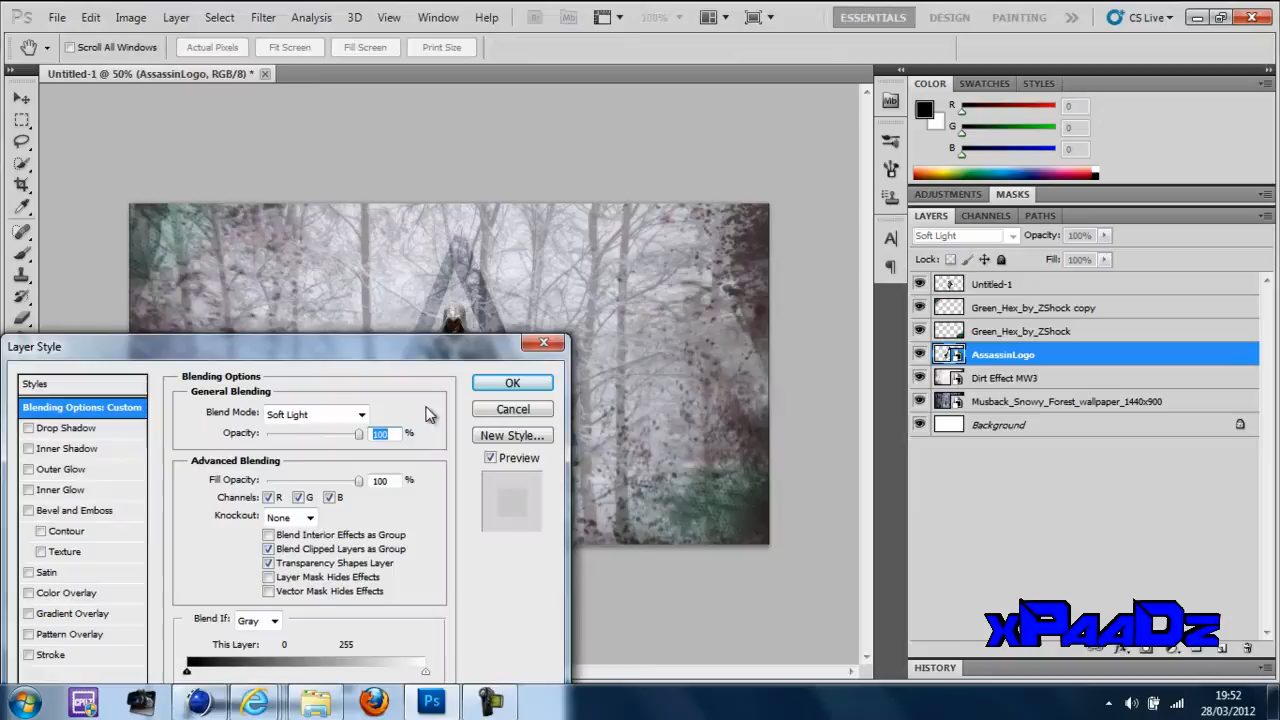 Ps File Edit Image Layer Select Filter Analysis 3D View Window Help Br Mb 100% ESSENTIALS DESIGN PAINTING CS Live
Scroll All Windows Actual Pixels Fit Screen Fill Screen Print Size
Untitled-1 @ 50% (AssassinLogo, RGB/8) *
COLOR SWATCHES STYLES
Mb
R 0
G 0
B 0
ADJUSTMENTS MASKS
LAYERS CHANNELS PATHS
Soft Light Opacity: 100%
Lock: Fill: 100%
Untitled-1
Green_Hex_by_ZShock copy
Green_Hex_by_ZShock
AssassinLogo
Dirt Effect MW3
Musback_Snowy_Forest_wallpaper_1440x900
Background
HISTORY
Layer Style
Styles
Blending Options: Custom
Drop Shadow
Inner Shadow
Outer Glow
Inner Glow
Bevel and Emboss
Contour
Texture
Satin
Color Overlay
Gradient Overlay
Pattern Overlay
Stroke
Blending Options
General Blending
Blend Mode: Soft Light
Opacity: 100 %
Advanced Blending
Fill Opacity: 100 %
Channels: R G B
Knockout: None
Blend Interior Effects as Group
Blend Clipped Layers as Group
Transparency Shapes Layer
Layer Mask Hides Effects
Vector Mask Hides Effects
Blend If: Gray
This Layer: 0 255
OK
Cancel
New Style...
Preview
xPaaDz
Ps
19:52
28/03/2012